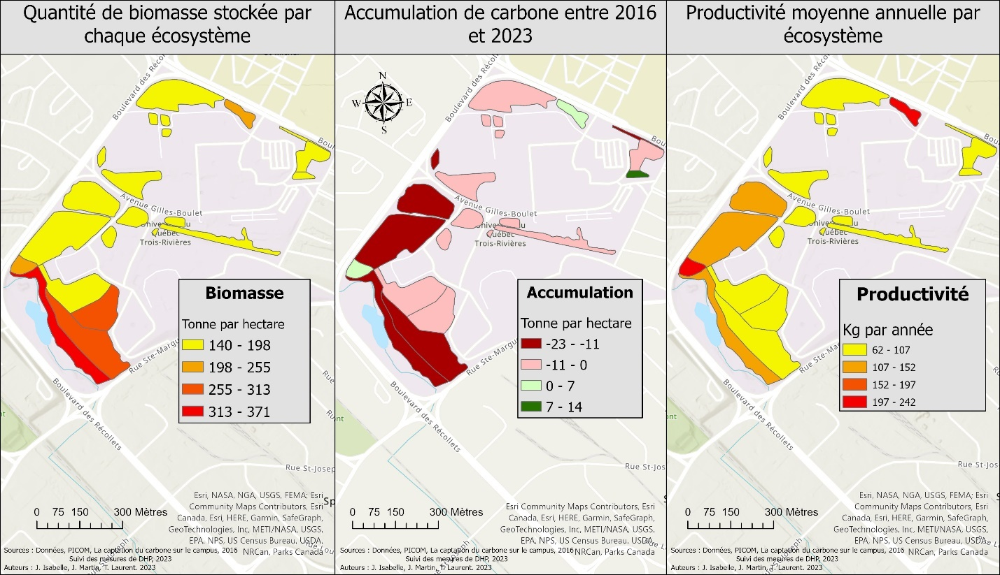 Quantité de biomasse stockée par
chaque écosystème
Boulevard des Récoll
Boul
Avenue Gilles-Boulet
Québec
Trois-Rivières
Rue Ste-Margu
Boulevard des Récollets
Rue St-Josep
Rue
Biomasse
Tonne par hectare
140 - 198
198 - 255
255 - 313
313 - 371
0 75 150 300 Mètres
Esri, NASA, NGA, USGS, FEMA; Esri
Community Maps Contributors, Esri
Canada, Esri, HERE, Garmin, SafeGraph,
GeoTechnologies, Inc, METI/NASA, USGS,
EPA, NPS, US Census Bureau, USDA,
NRCan, Parks Canada
Sources : Données, PICOM, La captation du carbone sur le campus, 2016
Suivi des mesures de DHP, 2023
Auteurs : J. Isabelle, J. Martin, T. Laurent. 2023
Accumulation de carbone entre 2016
et 2023
N
W E
S
Boulevard des Récoll
Bou
Avenue Gilles-Boulet
Québec
Trois-Rivières
Rue Ste-Margu
Boulevard des Récollets
Rue St-Jos
Accumulation
Tonne par hectare
-23 - -11
-11 - 0
0 - 7
7 - 14
0 75 150 300 Mètres
Esri Community Maps Contributors, Esri
Canada, Esri, HERE, Garmin, SafeGraph,
GeoTechnologies, Inc, METI/NASA, USGS,
EPA, NPS, US Census Bureau, USDA,
NRCan, Parks Canada
Sources : Données, PICOM, La captation du carbone sur le campus, 2016
Suivi des mesures de DHP, 2023
Auteurs : J. Isabelle, J. Martin, T. Laurent. 2023
Productivité moyenne annuelle par
écosystème
Boulevard des Récoll
Avenue Gilles-Boulet
Québec
Trois-Rivières
Rue Ste-Ma
Boulevard des Récollets
Rue St-Jos
Productivité
Kg par année
62 - 107
107 - 152
152 - 197
197 - 242
0 75 150 300 Mètres
Esri, NASA, NGA, USGS, FEMA; Esri
Community Maps Contributors, Esri
Canada, Esri, HERE, Garmin, SafeGraph,
GeoTechnologies, Inc, METI/NASA, USGS,
EPA, NPS, US Census Bureau, USDA,
NRCan, Parks Canada
Sources : Données, PICOM, La captation du carbone sur le campus, 2016
Suivi des mesures de DHP, 2023
Auteurs : J. Isabelle, J. Martin, T. Laurent. 2023